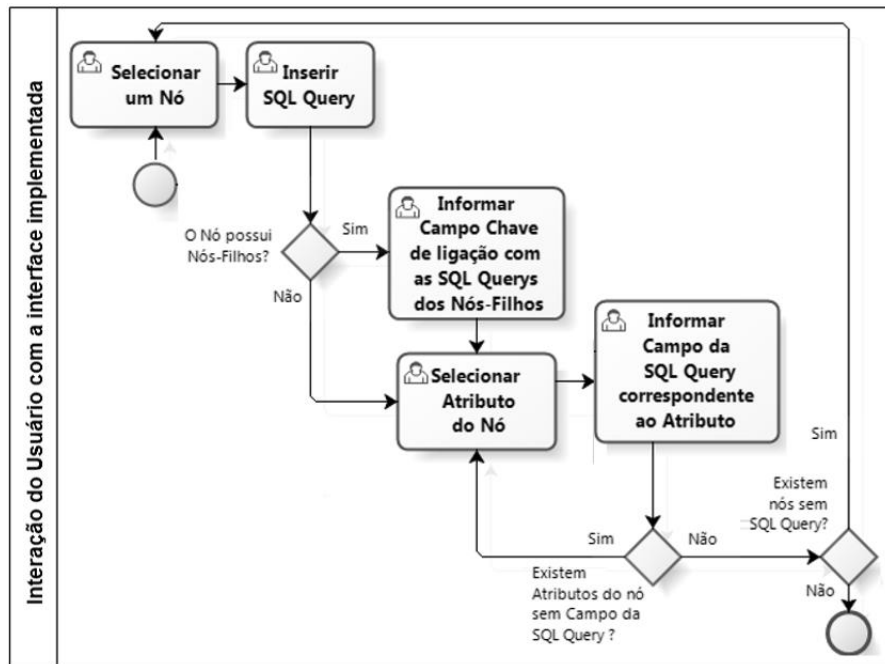 Interação do Usuário com a interface implementada
Selecionar
um Nó
Inserir
SQL Query
O Nó possui
Nós-Filhos?
Sim
Não
Informar
Campo Chave
de ligação com
as SQL Querys
dos Nós-Filhos
Selecionar
Atributo
do Nó
Informar
Campo da
SQL Query
correspondente
ao Atributo
Sim
Não
Existem
Atributos do nó
sem Campo da
SQL Query ?
Existem
nós sem
SQL Query?
Sim
Não